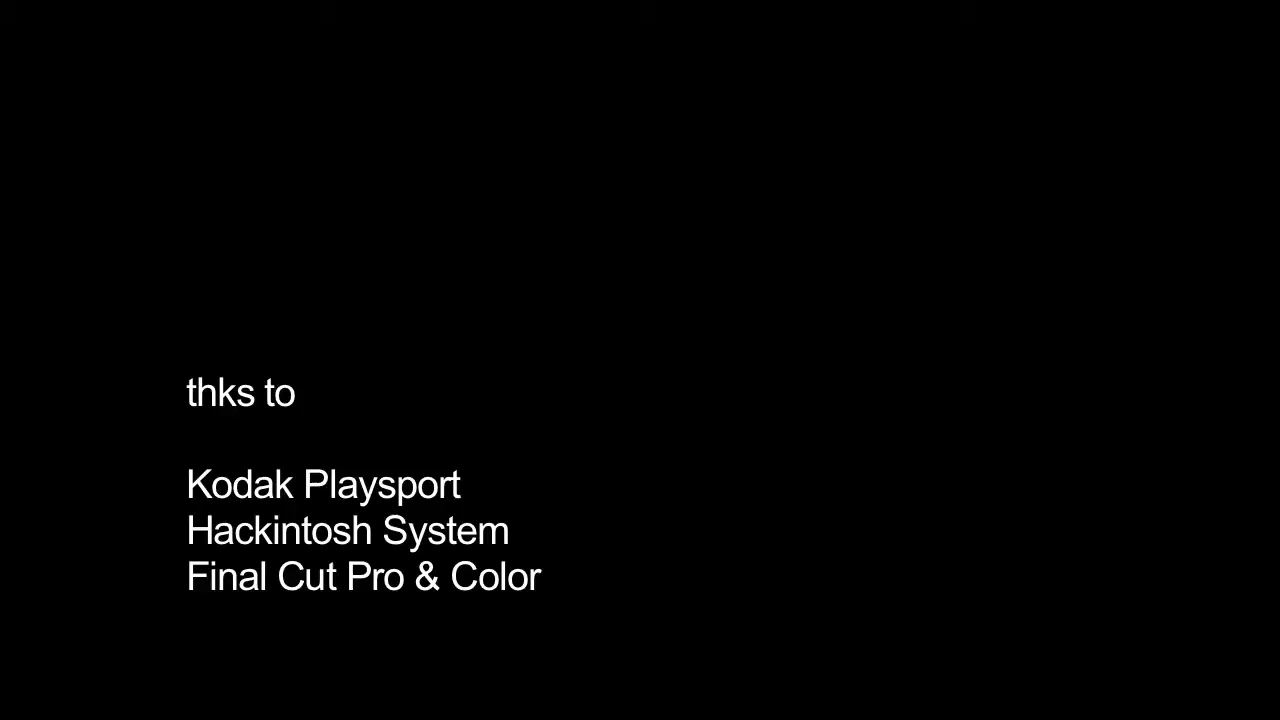 thks to
Kodak Playsport
Hackintosh System
Final Cut Pro & Color